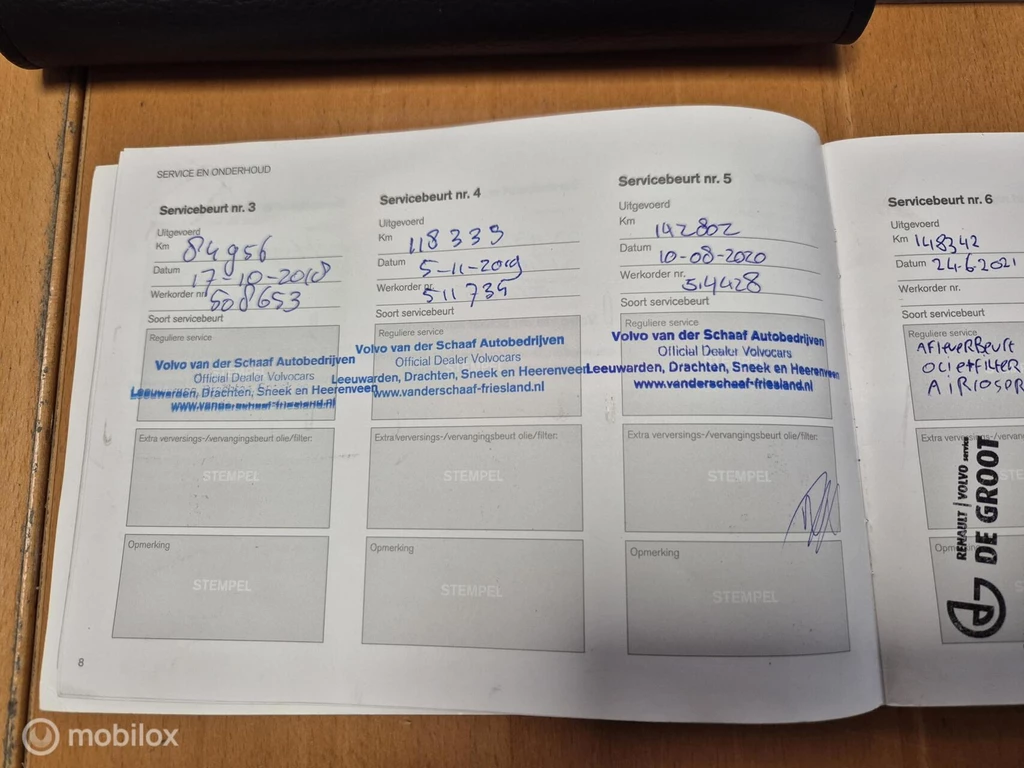 SERVICE EN ONDERHOUD
Servicebeurt nr. 3
Uitgevoerd
Km 84956
Datum 17-10-2018
Werkorder nr. 508653
Soort servicebeurt
Reguliere service
Volvo van der Schaaf Autobedrijven
Official Dealer Volvocars
Leeuwarden, Drachten, Sneek en Heerenveen
www.vanderschaaf-friesland.nl
Extra verversings-/vervangingsbeurt olie/filter:
STEMPEL
Opmerking
STEMPEL
8
Servicebeurt nr. 4
Uitgevoerd
Km 118339
Datum 5-11-2019
Werkorder nr. 511739
Soort servicebeurt
Reguliere service
Volvo van der Schaaf Autobedrijven
Official Dealer Volvocars
Leeuwarden, Drachten, Sneek en Heerenveen
www.vanderschaaf-friesland.nl
Extra verversings-/vervangingsbeurt olie/filter:
STEMPEL
Opmerking
STEMPEL
Servicebeurt nr. 5
Uitgevoerd
Km 142802
Datum 10-08-2020
Werkorder nr. 514428
Soort servicebeurt
Reguliere service
Volvo van der Schaaf Autobedrijven
Official Dealer Volvocars
Leeuwarden, Drachten, Sneek en Heerenveen
www.vanderschaaf-friesland.nl
Extra verversings-/vervangingsbeurt olie/filter:
STEMPEL
Opmerking
STEMPEL
Servicebeurt nr. 6
Uitgevoerd
Km 148342
Datum 24-6-2021
Werkorder nr.
Soort servicebeurt
Reguliere service
AFleverBeurt
olietFilter
Extra
RENAULT | VOLVO service
DE GROOT
mobilox